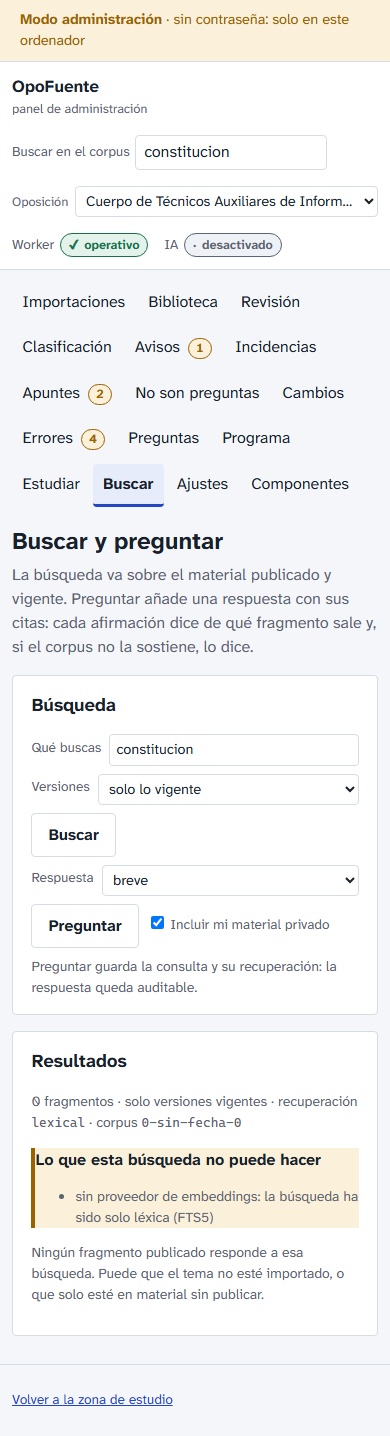 Modo administración · sin contraseña: solo en este
ordenador
OpoFuente
panel de administración
Buscar en el corpus constitucion
Oposición Cuerpo de Técnicos Auxiliares de Inform...
Worker ✔ operativo IA · desactivado
Importaciones Biblioteca Revisión
Clasificación Avisos 1 Incidencias
Apuntes 2 No son preguntas Cambios
Errores 4 Preguntas Programa
Estudiar Buscar Ajustes Componentes
Buscar y preguntar
La búsqueda va sobre el material publicado y
vigente. Preguntar añade una respuesta con sus
citas: cada afirmación dice de qué fragmento sale y,
si el corpus no la sostiene, lo dice.
Búsqueda
Qué buscas constitucion
Versiones solo lo vigente
Buscar
Respuesta breve
Preguntar Incluir mi material privado
Preguntar guarda la consulta y su recuperación: la
respuesta queda auditable.
Resultados
0 fragmentos · solo versiones vigentes · recuperación
lexical · corpus 0-sin-fecha-0
Lo que esta búsqueda no puede hacer
• sin proveedor de embeddings: la búsqueda ha
sido solo léxica (FTS5)
Ningún fragmento publicado responde a esa
búsqueda. Puede que el tema no esté importado, o
que solo esté en material sin publicar.
Volver a la zona de estudio